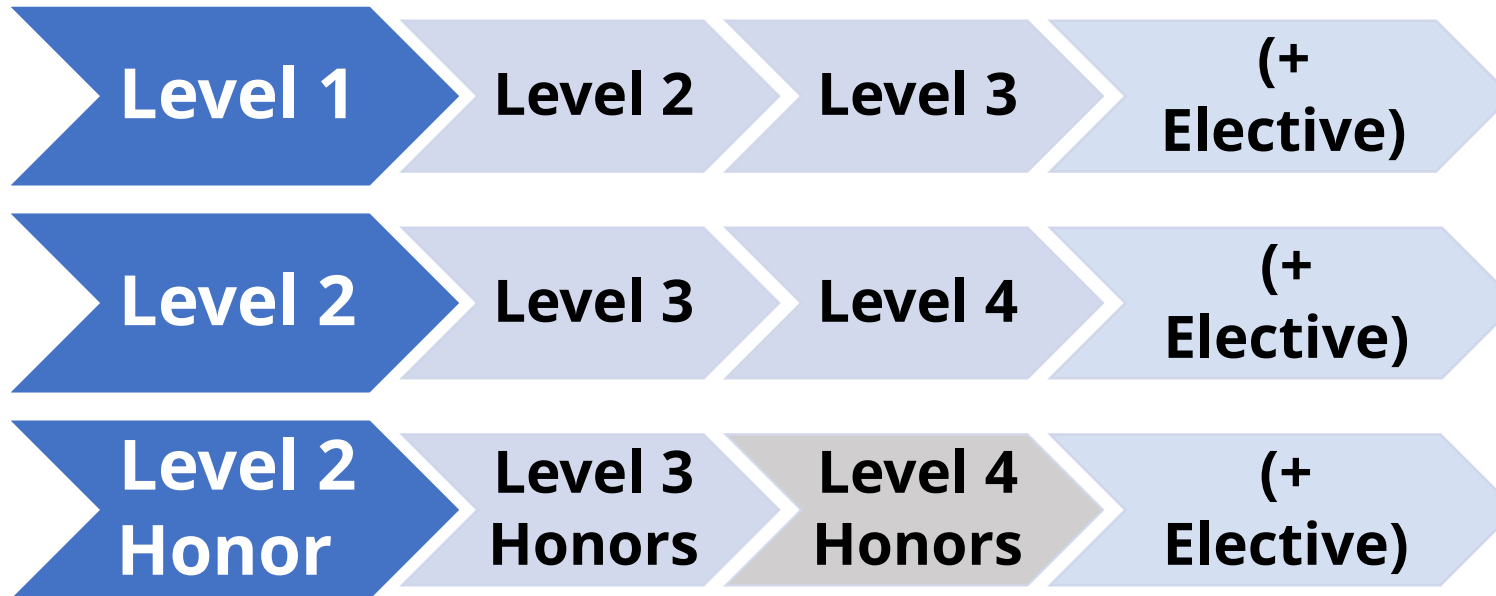 Level 1
Level 2
Level 3
(+
Elective)
Level 2
Level 3
Level 4
(+
Elective)
Level 2
Honor
Level 3
Honors
Level 4
Honors
(+
Elective)